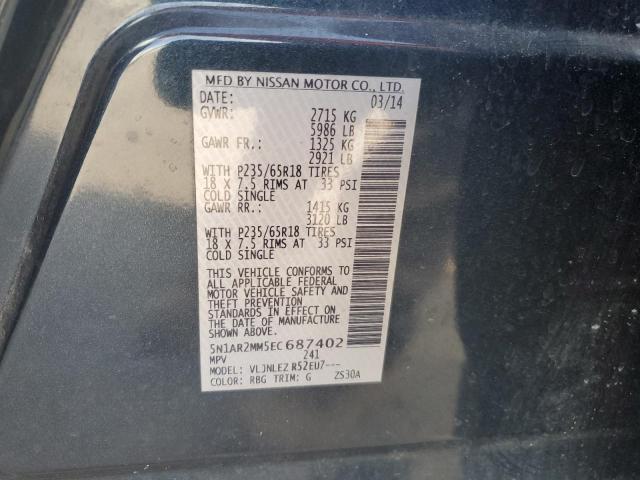 MFD BY NISSAN MOTOR CO., LTD.
DATE: 03/14
GVWR: 2715 KG
5986 LB
GAWR FR.: 1325 KG
2921 LB
WITH P235/65R18 TIRES
18 X 7.5 RIMS AT 33 PSI
COLD SINGLE
GAWR RR.: 1415 KG
3120 LB
WITH P235/65R18 TIRES
18 X 7.5 RIMS AT 33 PSI
COLD SINGLE
THIS VEHICLE CONFORMS TO
ALL APPLICABLE FEDERAL
MOTOR VEHICLE SAFETY AND
THEFT PREVENTION
STANDARDS IN EFFECT ON
THE DATE OF MANUFACTURE
SHOWN ABOVE.
5N1AR2MM5EC687402
MPV 241
MODEL: VLJNLEZ R52EU7---
COLOR: RBG TRIM: G ZS30A